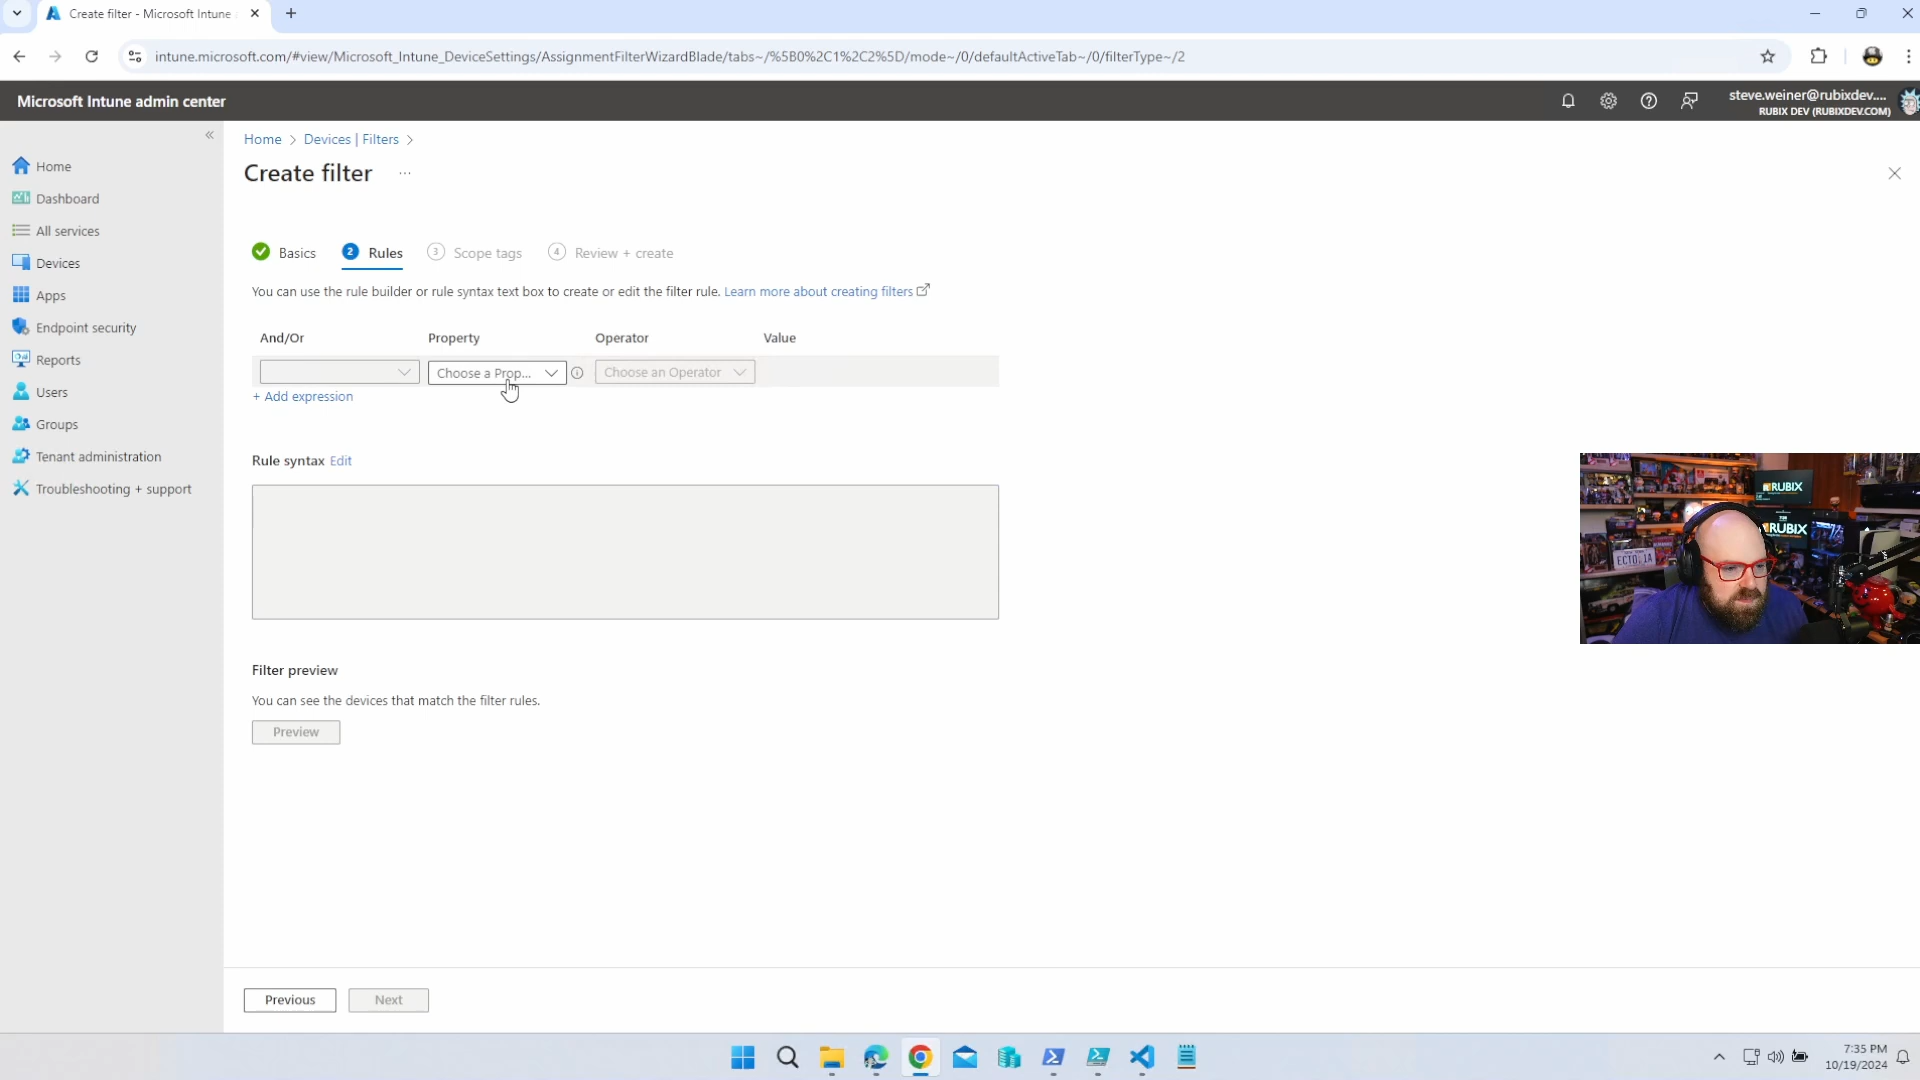 Create filter - Microsoft Intune
intune.microsoft.com/#view/Microsoft_Intune_DeviceSettings/AssignmentFilterWizardBlade/tabs~/%5B0%2C1%2C2%5D/mode~/0/defaultActiveTab~/0/filterType~/2
Microsoft Intune admin center
steve.weiner@rubixdev....
RUBIX DEV (RUBIXDEV.COM)
Home > Devices | Filters >
Create filter ...
Home
Dashboard
All services
Devices
Apps
Endpoint security
Reports
Users
Groups
Tenant administration
Troubleshooting + support
Basics
2 Rules
3 Scope tags
4 Review + create
You can use the rule builder or rule syntax text box to create or edit the filter rule. Learn more about creating filters
And/Or Property Operator Value
Choose a Prop... Choose an Operator
+ Add expression
Rule syntax Edit
Filter preview
You can see the devices that match the filter rules.
Preview
Previous Next
RUBIX
RUBIX
ECTO-1A
7:35 PM
10/19/2024